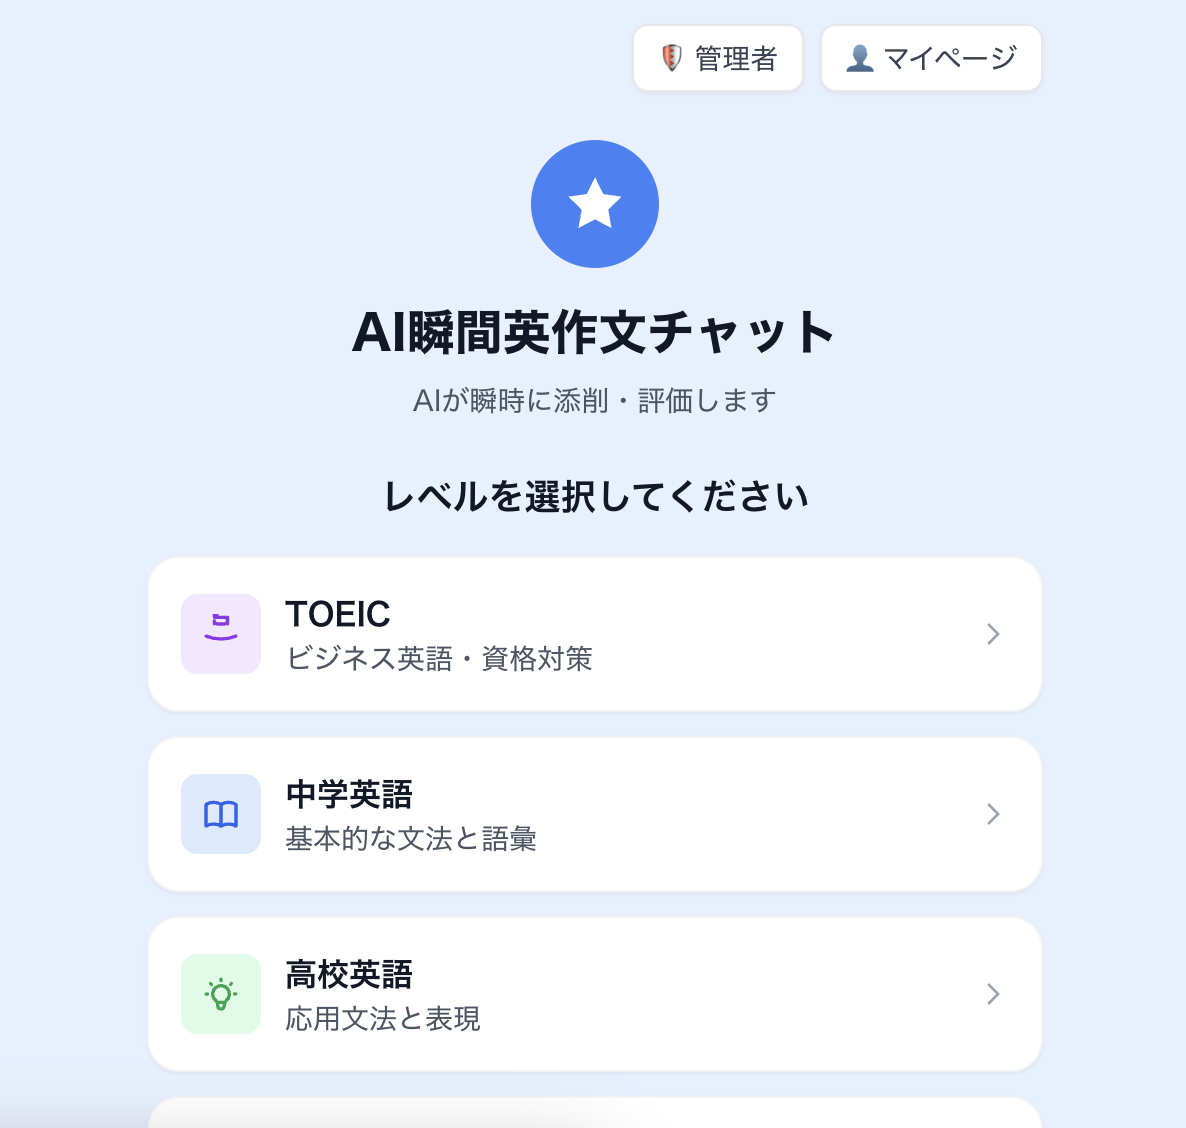 管理者
マイページ
AI瞬間英作文チャット
AIが瞬時に添削・評価します
レベルを選択してください
TOEIC
ビジネス英語・資格対策
中学英語
基本的な文法と語彙
高校英語
応用文法と表現